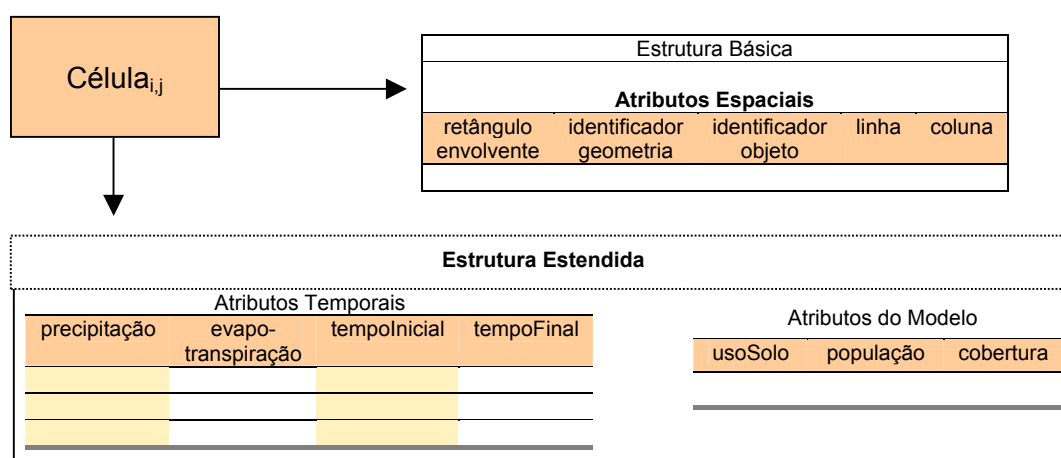 Célula i,j
Estrutura Básica
Atributos Espaciais
retângulo envolvente identificador geometria identificador objeto linha coluna
Estrutura Estendida
Atributos Temporais
precipitação evapo-transpiração tempoInicial tempoFinal
Atributos do Modelo
usoSolo população cobertura